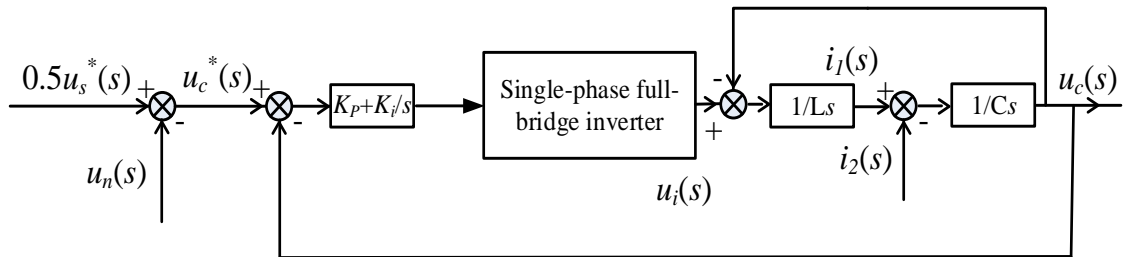 0.5u_s^*(s)
+
-
u_n(s)
u_c^*(s)
+
-
K_P+K_i/s
Single-phase full-
bridge inverter
u_i(s)
-
+
1/Ls
i_1(s)
+
-
i_2(s)
1/Cs
u_c(s)